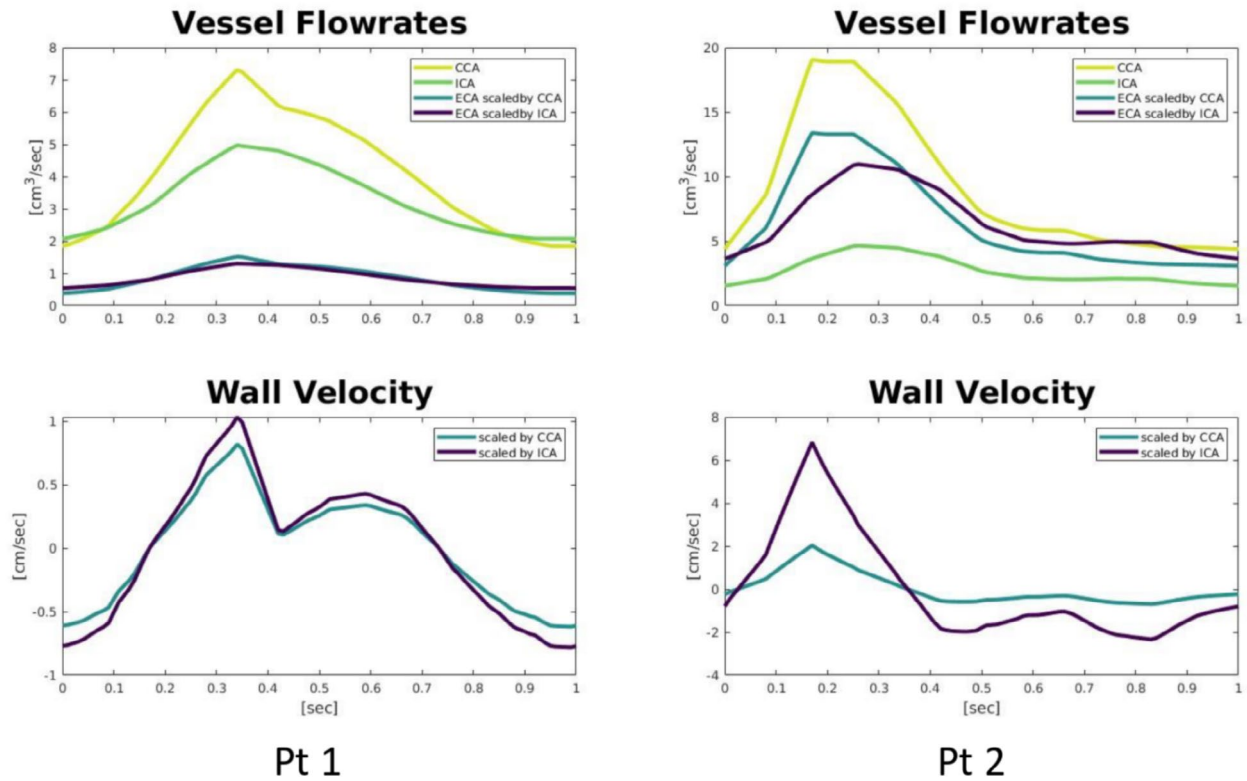 Vessel Flowrates
8
7
6
5
4
3
2
1
0
[cm³/sec]
CCA
ICA
ECA scaledby CCA
ECA scaledby ICA
0 0.1 0.2 0.3 0.4 0.5 0.6 0.7 0.8 0.9 1
Vessel Flowrates
20
15
10
5
0
[cm³/sec]
CCA
ICA
ECA scaledby CCA
ECA scaledby ICA
0 0.1 0.2 0.3 0.4 0.5 0.6 0.7 0.8 0.9 1
Wall Velocity
1
0.5
0
-0.5
-1
[cm/sec]
scaled by CCA
scaled by ICA
0 0.1 0.2 0.3 0.4 0.5 0.6 0.7 0.8 0.9 1
[sec]
Wall Velocity
8
6
4
2
0
-2
-4
[cm/sec]
scaled by CCA
scaled by ICA
0 0.1 0.2 0.3 0.4 0.5 0.6 0.7 0.8 0.9 1
[sec]
Pt 1
Pt 2